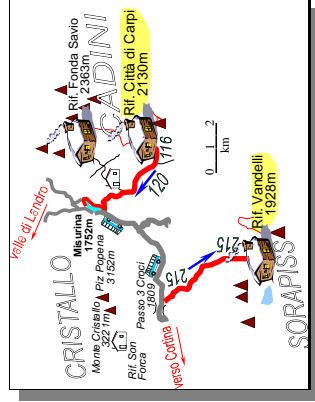 Rif. Fonda Savio
2363m
CADINI
Rif. Città di Carpi
2130m
116
120
0 1 2
km
Valle di Landro
Misurina
1752m
Piz Popena
3152m
CRISTALLO
Monte Cristallo
3221m
Rif. Son
Forca
Passo 3 Croci
1809
215
215
verso Cortina
Rif. Vandelli
1928m
SORAPISS